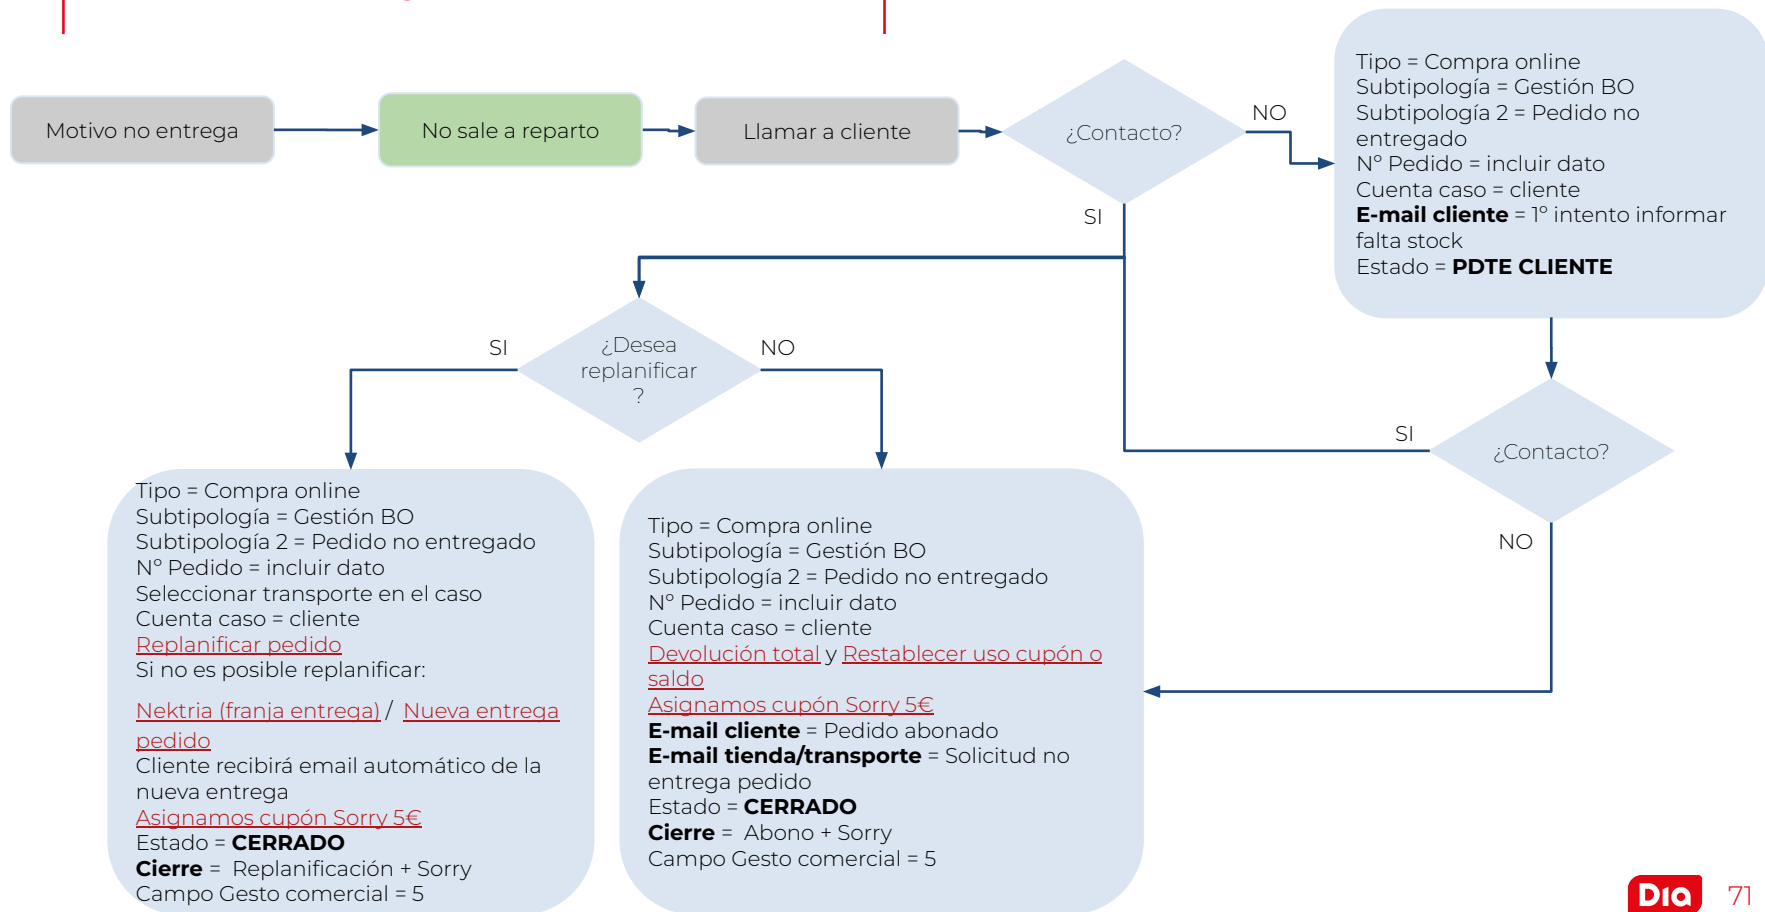 Motivo no entrega
No sale a reparto
Llamar a cliente
¿Contacto?
NO
SI
Tipo = Compra online
Subtipología = Gestión BO
Subtipología 2 = Pedido no
entregado
Nº Pedido = incluir dato
Cuenta caso = cliente
E-mail cliente = 1º intento informar
falta stock
Estado = PDTE CLIENTE
SI
¿Desea
replanificar
?
NO
SI
¿Contacto?
NO
Tipo = Compra online
Subtipología = Gestión BO
Subtipología 2 = Pedido no entregado
Nº Pedido = incluir dato
Seleccionar transporte en el caso
Cuenta caso = cliente
Replanificar pedido
Si no es posible replanificar:
Nektria (franja entrega) / Nueva entrega
pedido
Cliente recibirá email automático de la
nueva entrega
Asignamos cupón Sorry 5€
Estado = CERRADO
Cierre = Replanificación + Sorry
Campo Gesto comercial = 5
Tipo = Compra online
Subtipología = Gestión BO
Subtipología 2 = Pedido no entregado
Nº Pedido = incluir dato
Cuenta caso = cliente
Devolución total y Restablecer uso cupón o
saldo
Asignamos cupón Sorry 5€
E-mail cliente = Pedido abonado
E-mail tienda/transporte = Solicitud no
entrega pedido
Estado = CERRADO
Cierre = Abono + Sorry
Campo Gesto comercial = 5
Dia 71